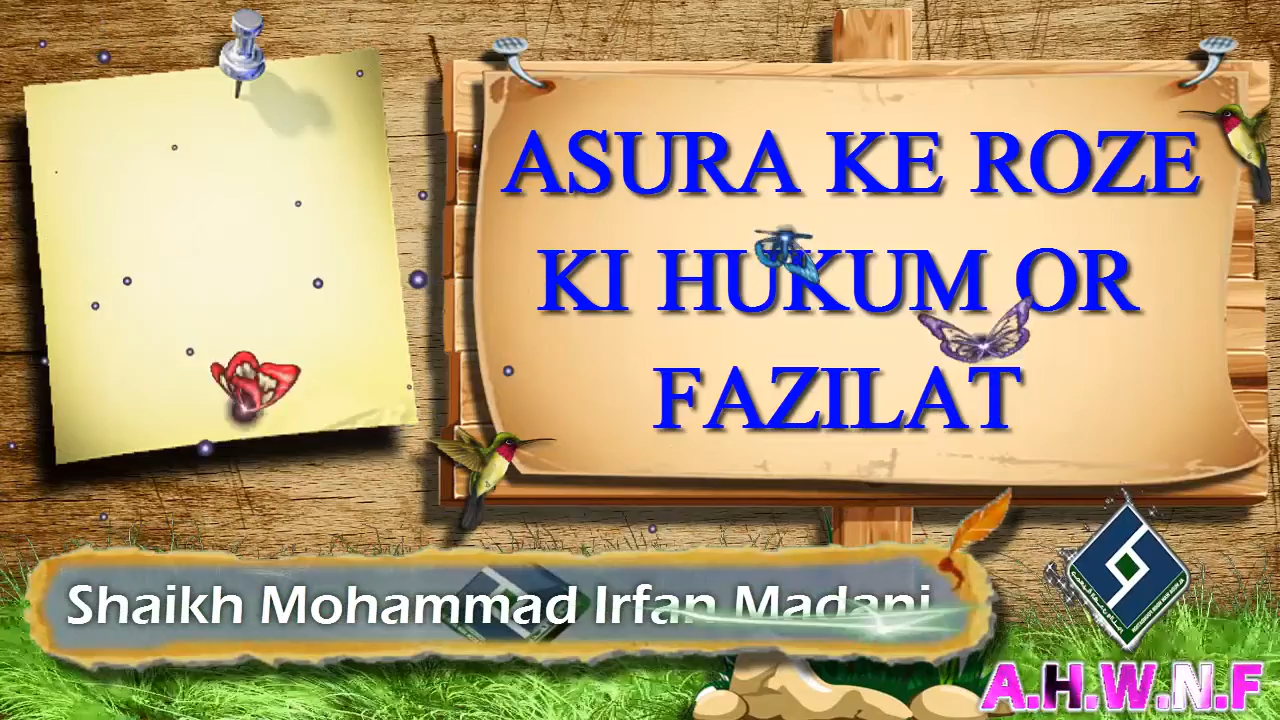 ASURA KE ROZE
KI HUKUM OR
FAZILAT
Shaikh Mohammad Irfan Madani
A.H.W.N.F